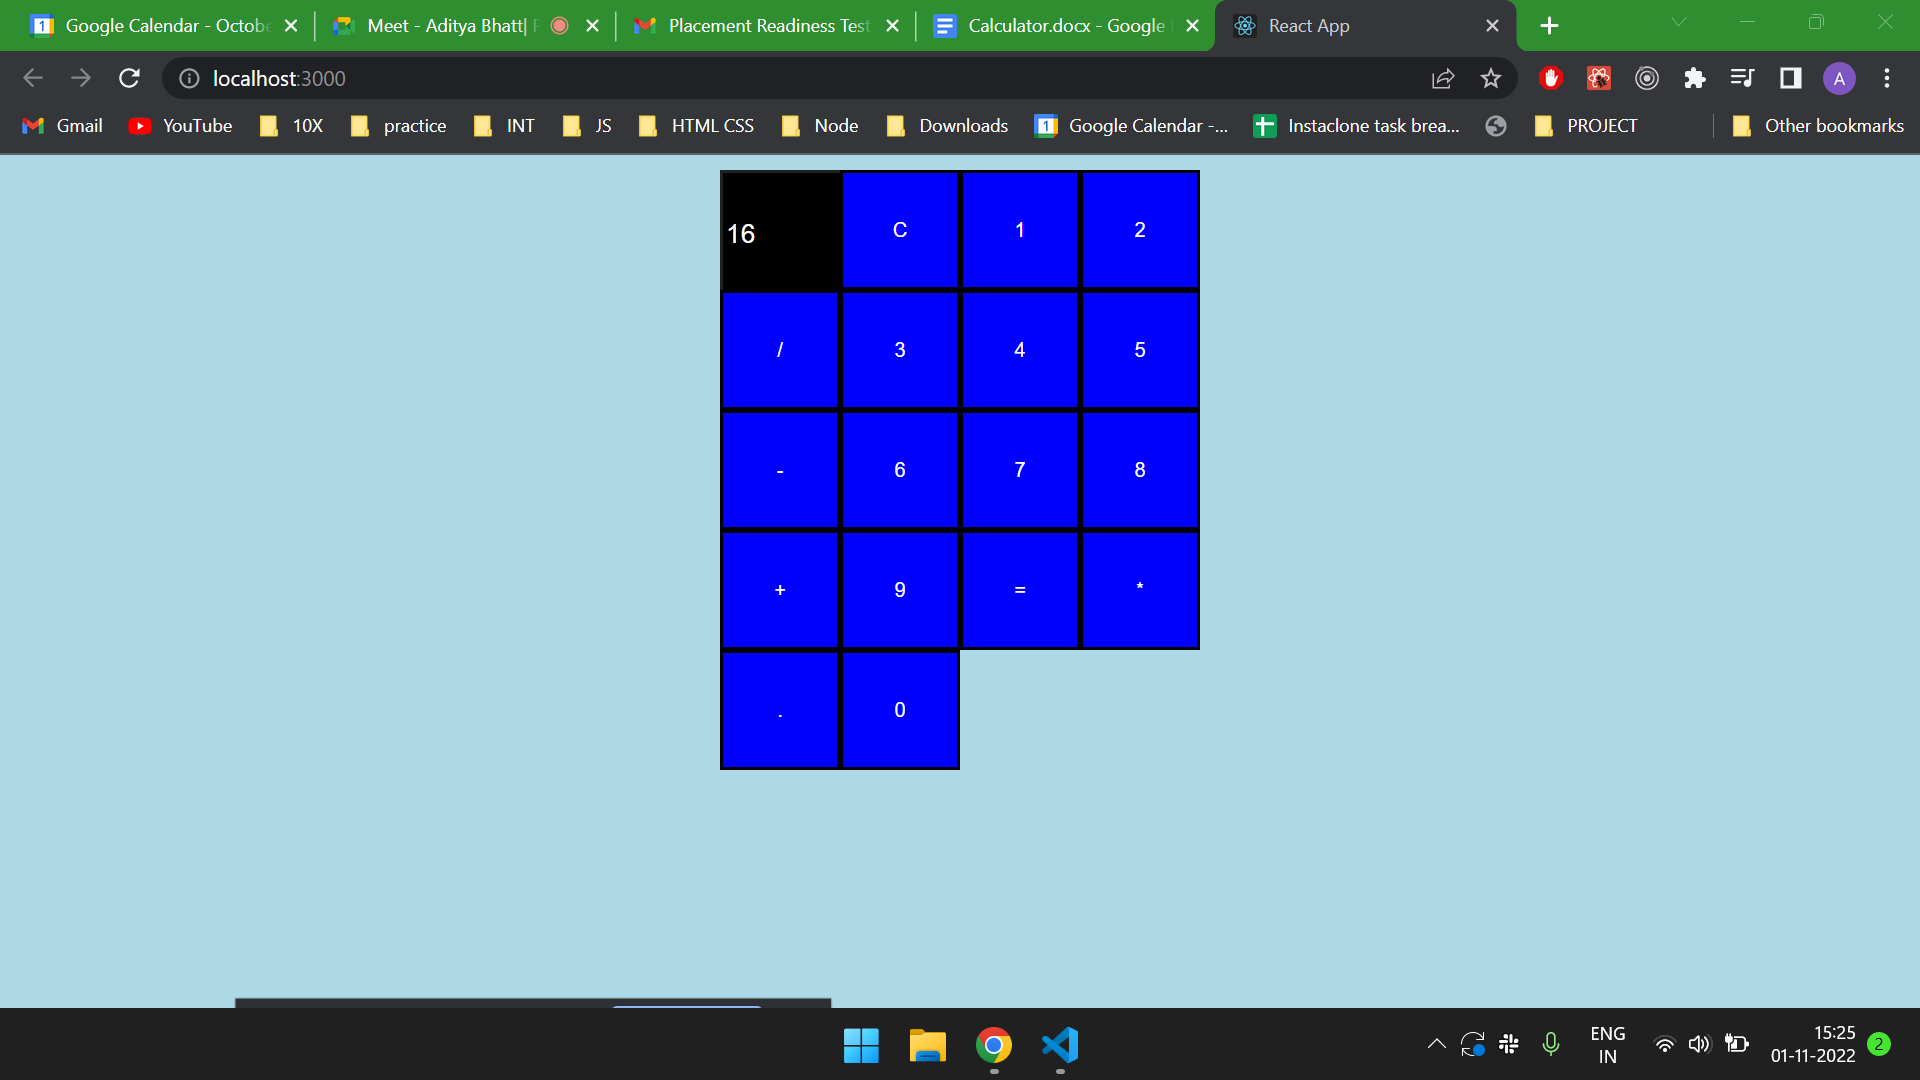 Google Calendar - Octobe
Meet - Aditya Bhatt|
Placement Readiness Test
Calculator.docx - Google
React App
localhost:3000
A
Gmail
YouTube
10X
practice
INT
JS
HTML CSS
Node
Downloads
Google Calendar -...
Instaclone task brea...
PROJECT
Other bookmarks
16 C 1 2
/ 3 4 5
- 6 7 8
+ 9 = *
. 0
ENG
IN
15:25
01-11-2022
2